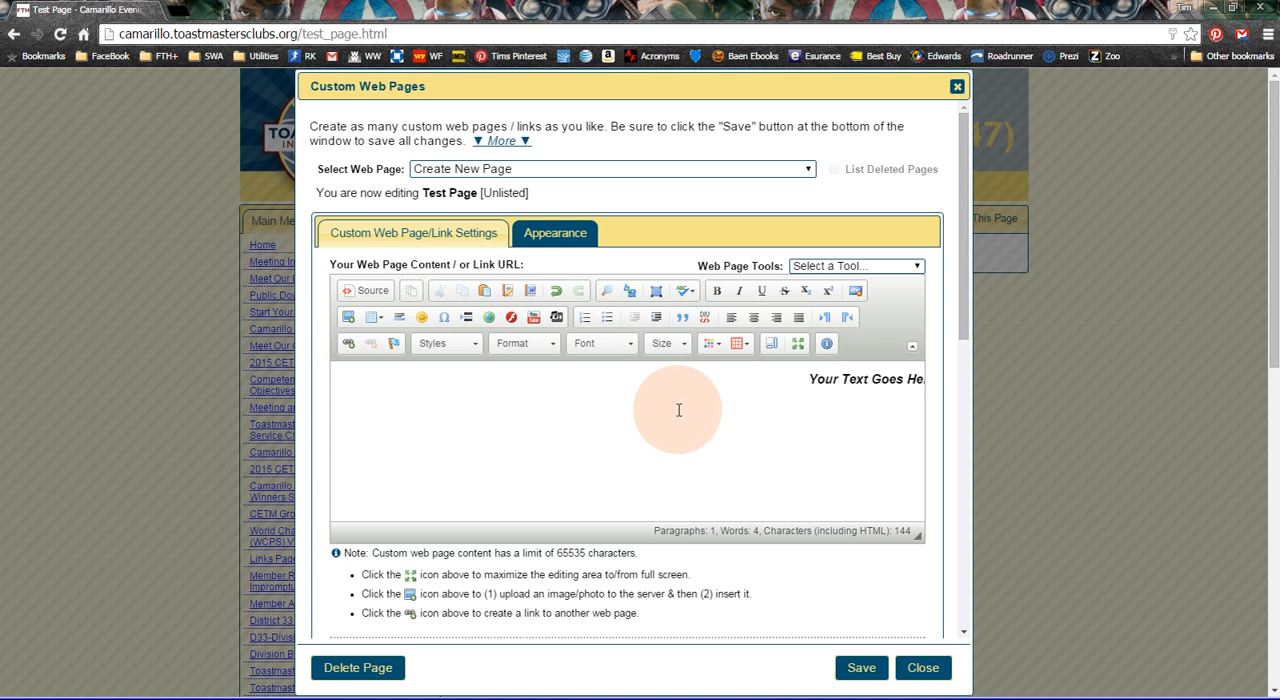 FTH Test Page - Camarillo Eveni
Tim
camarillo.toastmastersclubs.org/test_page.html
Bookmarks FaceBook FTH+ SWA Utilities RK WW WF Tims Pinterest Acronyms Baen Ebooks Esurance Best Buy Edwards Roadrunner Prezi Zoo Other bookmarks
Custom Web Pages
Create as many custom web pages / links as you like. Be sure to click the "Save" button at the bottom of the
window to save all changes. ▼ More ▼
Select Web Page: Create New Page List Deleted Pages
You are now editing Test Page [Unlisted]
Custom Web Page/Link Settings Appearance
Your Web Page Content / or Link URL: Web Page Tools: Select a Tool...
Source
Styles Format Font Size
Your Text Goes He
Paragraphs: 1, Words: 4, Characters (including HTML): 144
Note: Custom web page content has a limit of 65535 characters.
• Click the icon above to maximize the editing area to/from full screen.
• Click the icon above to (1) upload an image/photo to the server & then (2) insert it.
• Click the icon above to create a link to another web page.
Delete Page Save Close
TOA
IN
47)
This Page
Main Me
Home
Meeting In
Meet Our
Public Do
Start Your
Camarillo
Meet Our
2015 CET
Competen
Objectives
Meeting a
Toastmas
Service C
Camarillo
2015 CET
Camarillo
Winners S
CETM Gro
World Cha
(WCPS) V
Links Page
Member R
Impromptu
Member A
District 33
D33-Divisi
Division B
Toastmas
Toastmas